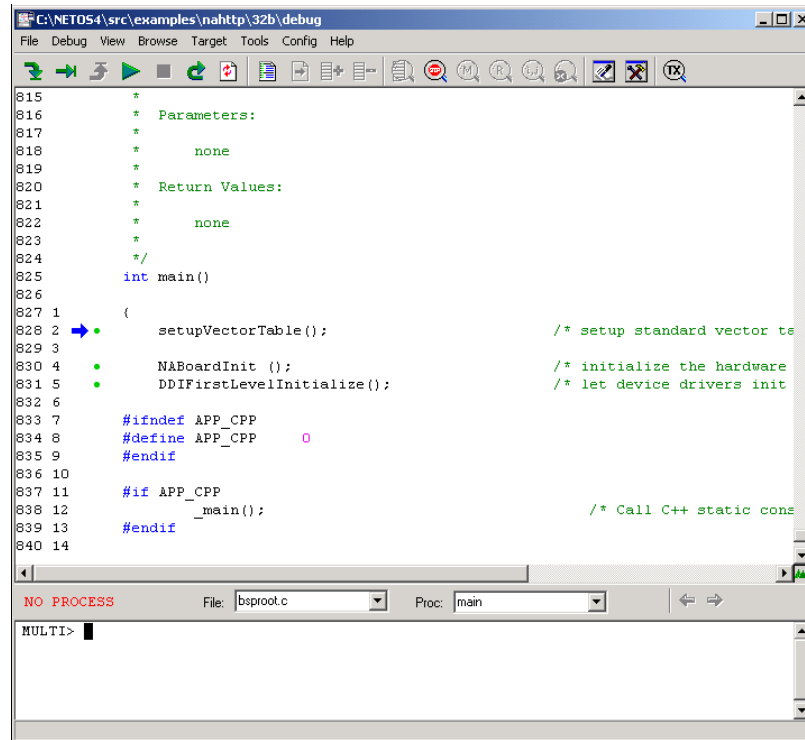 C:\NETOS4\src\examples\nahttp\32b\debug
File Debug View Browse Target Tools Config Help
815 *
816 * Parameters:
817 *
818 * none
819 *
820 * Return Values:
821 *
822 * none
823 *
824 */
825 int main()
826
827 1 {
828 2 setupVectorTable(); /* setup standard vector ta
829 3
830 4 NABoardInit (); /* initialize the hardware
831 5 DDIFirstLevelInitialize(); /* let device drivers init
832 6
833 7 #ifndef APP_CPP
834 8 #define APP_CPP 0
835 9 #endif
836 10
837 11 #if APP_CPP
838 12 _main(); /* Call C++ static cons
839 13 #endif
840 14
NO PROCESS File: bsproot.c Proc: main
MULTI>